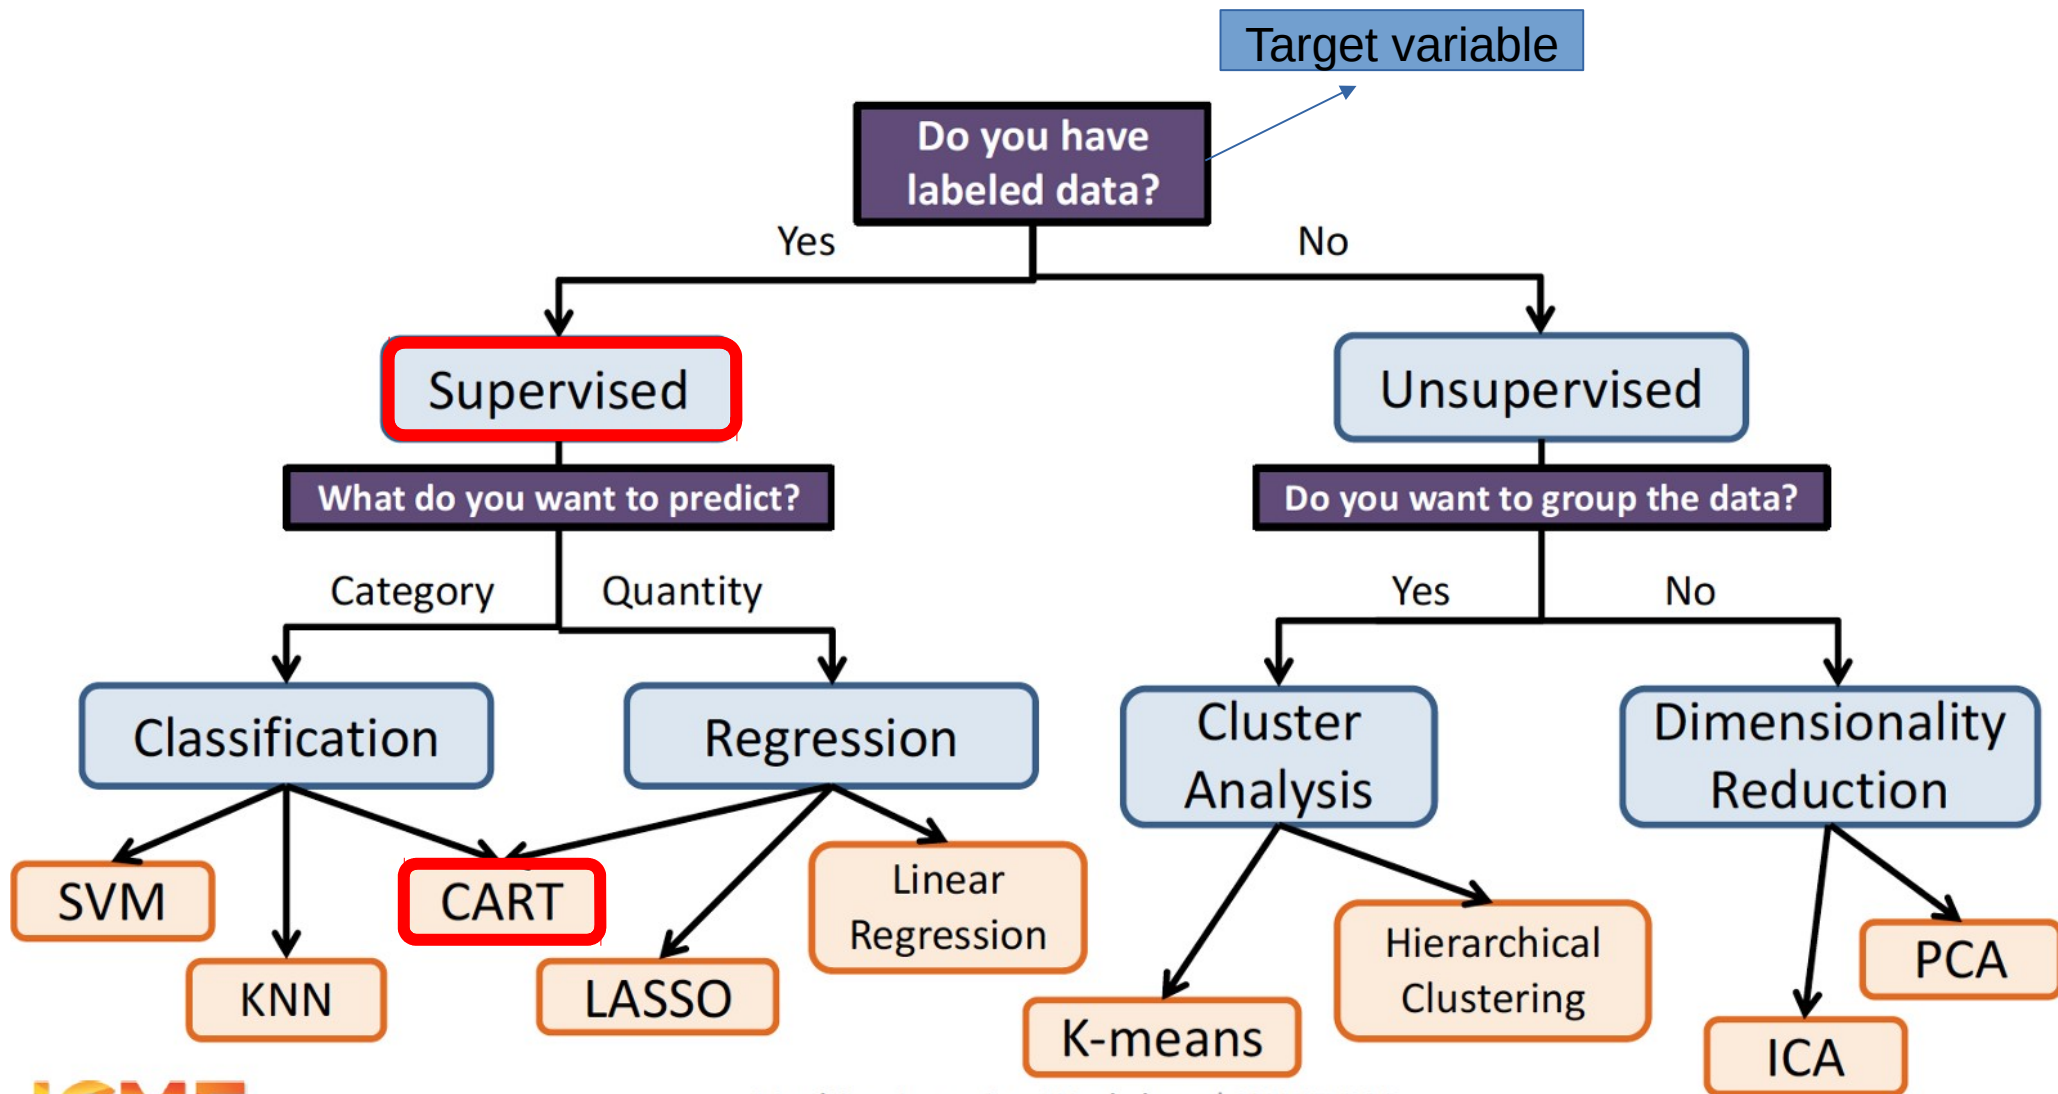 Target variable
Do you have
labeled data?
Yes
No
Supervised
Unsupervised
What do you want to predict?
Do you want to group the data?
Category
Quantity
Yes
No
Classification
Regression
Cluster
Analysis
Dimensionality
Reduction
SVM
KNN
CART
LASSO
Linear
Regression
K-means
Hierarchical
Clustering
ICA
PCA